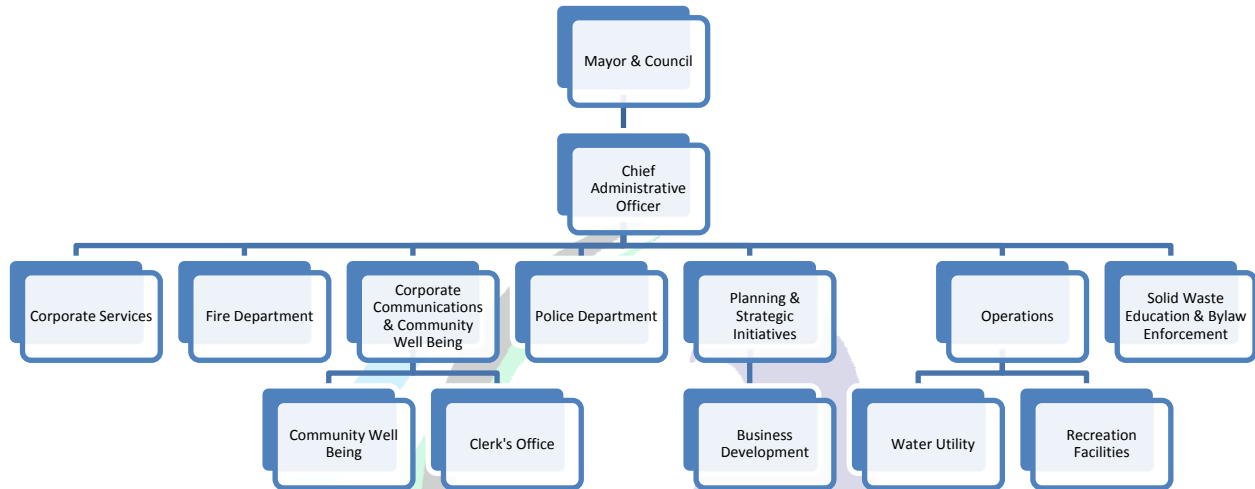 Mayor & Council
Chief
Administrative
Officer
Corporate Services
Fire Department
Corporate
Communications
& Community
Well Being
Police Department
Planning &
Strategic
Initiatives
Operations
Solid Waste
Education & Bylaw
Enforcement
Community Well
Being
Clerk's Office
Business
Development
Water Utility
Recreation
Facilities